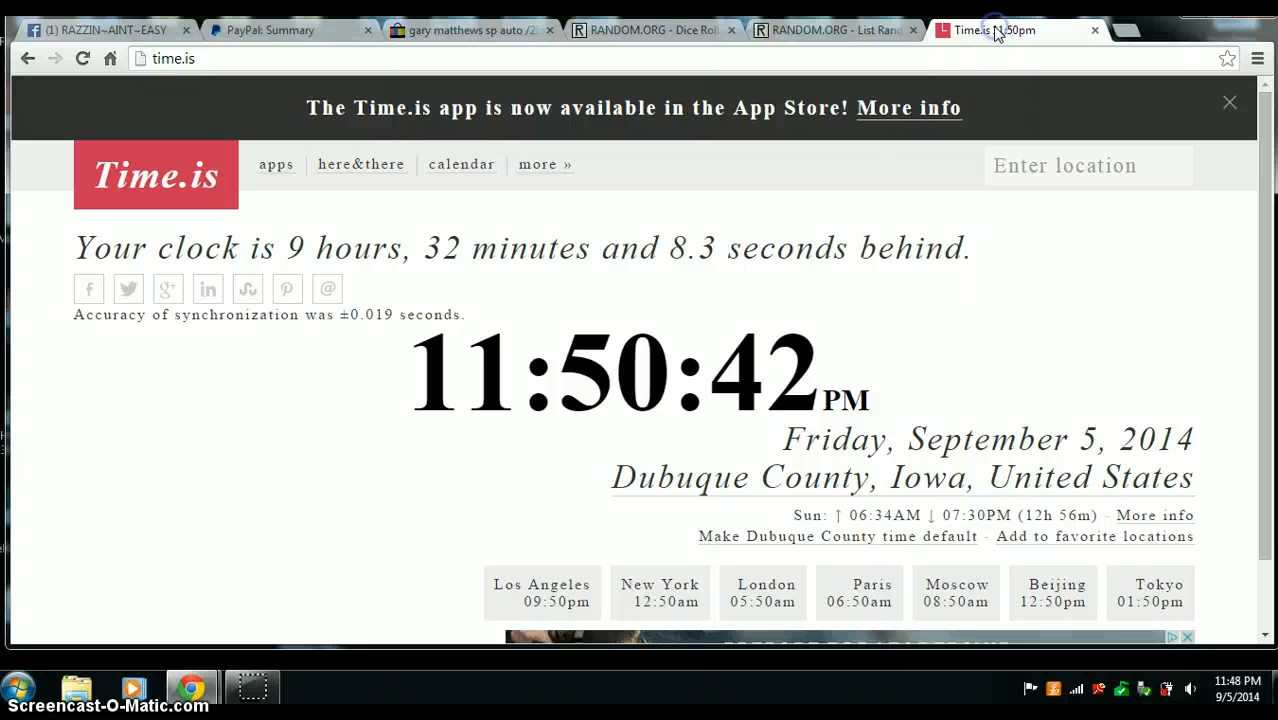 (1) RAZZIN~AINT~EASY
PayPal: Summary
gary matthews sp auto /2
RANDOM.ORG - Dice Roll
RANDOM.ORG - List Rand
Time.is 11:50pm
time.is
The Time.is app is now available in the App Store! More info
Time.is
apps
here&there
calendar
more »
Enter location
Your clock is 9 hours, 32 minutes and 8.3 seconds behind.
Accuracy of synchronization was ±0.019 seconds.
11:50:42 PM
Friday, September 5, 2014
Dubuque County, Iowa, United States
Sun: ↑ 06:34AM ↓ 07:30PM (12h 56m) - More info
Make Dubuque County time default - Add to favorite locations
Los Angeles
09:50pm
New York
12:50am
London
05:50am
Paris
06:50am
Moscow
08:50am
Beijing
12:50pm
Tokyo
01:50pm
11:48 PM
9/5/2014
Screencast-O-Matic.com